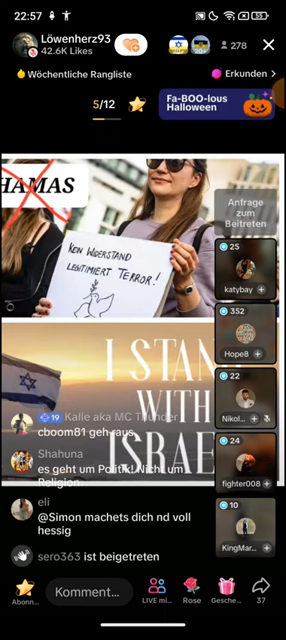 22:57
55
Löwenherz93
42.6K Likes
278
Wöchentliche Rangliste
Erkunden >
5/12
Fa-BOO-lous
Halloween
HAMAS
KEIN WIDERSTAND
LEGITIMIERT TERROR!
Anfrage
zum
Beitreten
25
katybay
352
Hope8
I STAN
WITH
ISRAE
22
Nikol...
24
fighter008
10
KingMar...
19 Kalle aka MC Thunder
cboom81 geh raus
Shahuna
es geht um Politik! Nicht um
Religion
eli
@Simon machets dich nd voll
hessig
sero363 ist beigetreten
Abonn...
Komment...
LIVE mi...
Rose
Gesche...
37